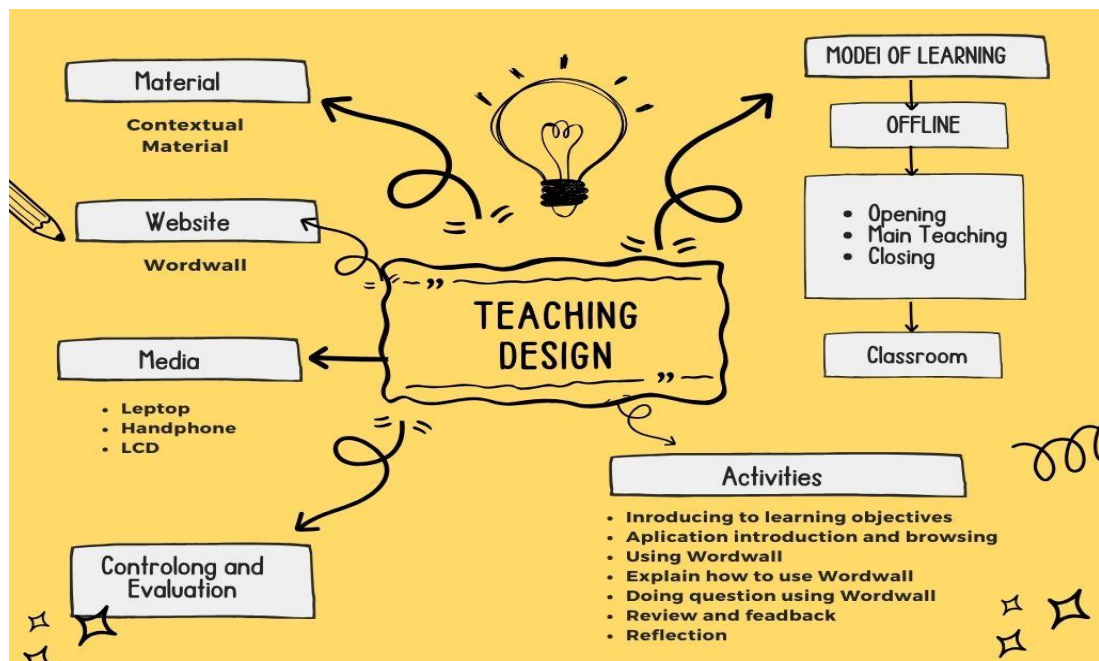 Material
Contextual
Material
Website
Wordwall
Media
• Leptop
• Handphone
• LCD
Controlong and
Evaluation
TEACHING
DESIGN
MODEl OF LEARNING
OFFLINE
• Opening
• Main Teaching
• Closing
Classroom
Activities
• Inroducing to learning objectives
• Aplication introduction and browsing
• Using Wordwall
• Explain how to use Wordwall
• Doing question using Wordwall
• Review and feadback
• Reflection